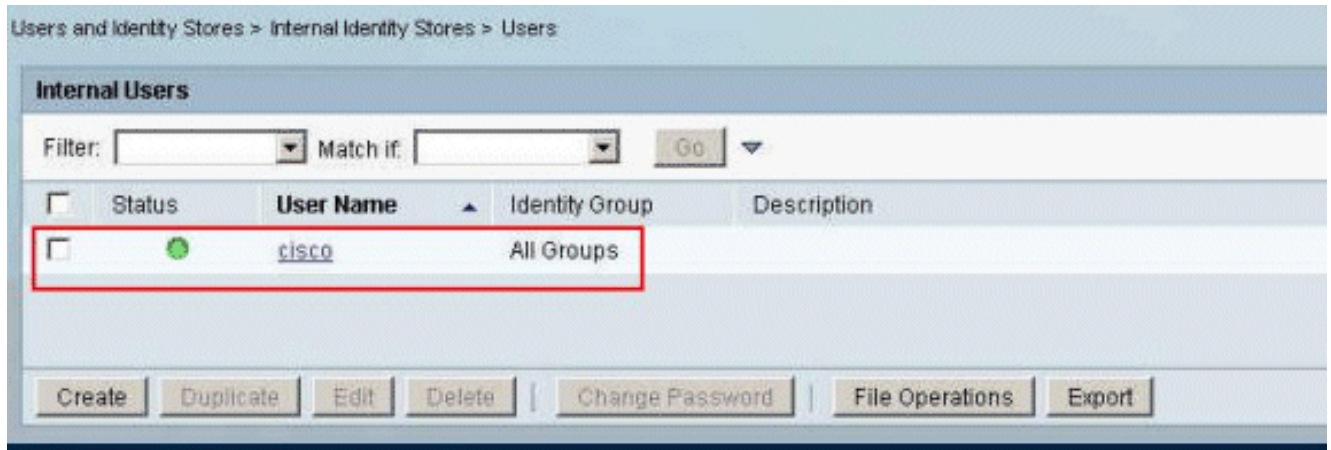 Users and Identity Stores > Internal Identity Stores > Users
Internal Users
Filter: Match if: Go
Status User Name Identity Group Description
cisco All Groups
Create Duplicate Edit Delete | Change Password | File Operations Export